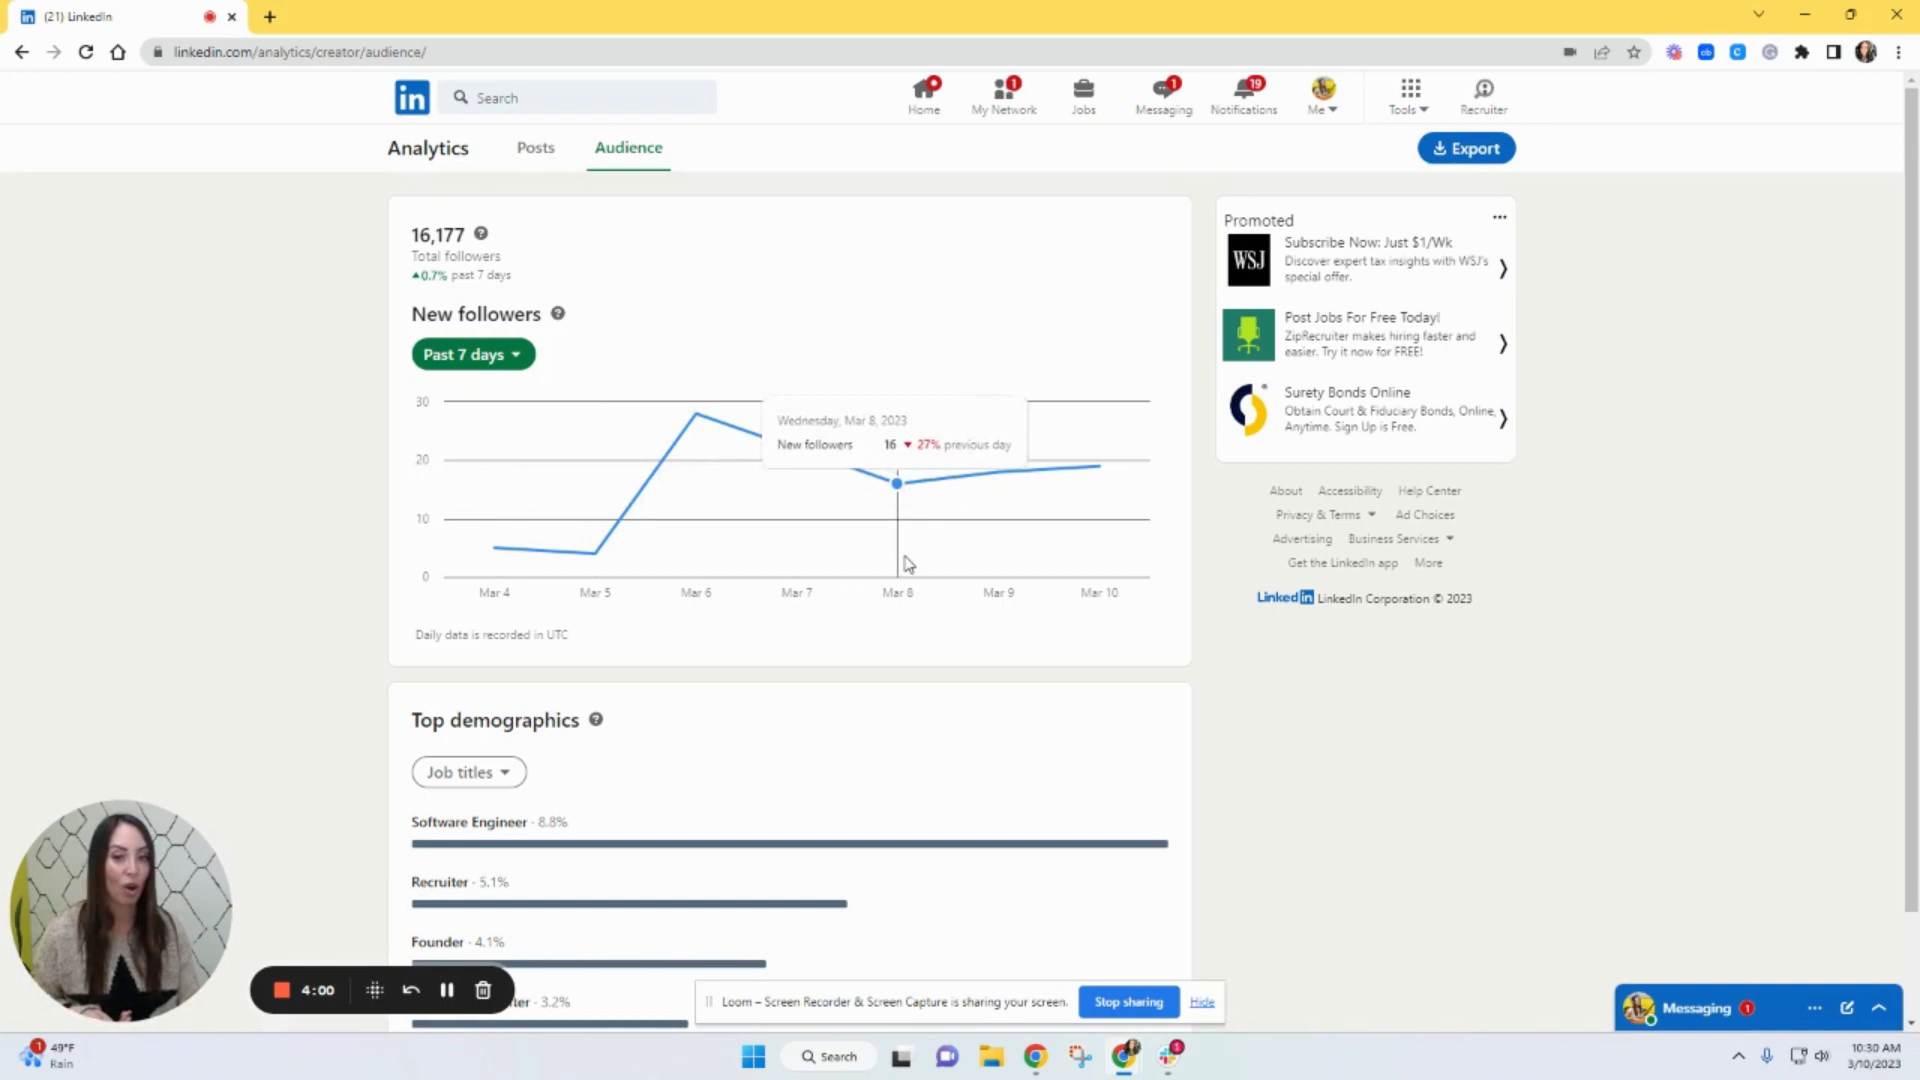 (21) LinkedIn
linkedin.com/analytics/creator/audience/
in
Search
Home
1
My Network
Jobs
1
Messaging
19
Notifications
Me
Tools
Recruiter
Analytics
Posts
Audience
Export
16,177
Total followers
0.7% past 7 days
New followers
Past 7 days
30
20
10
0
Wednesday, Mar 8, 2023
New followers 16 27% previous day
Mar 4 Mar 5 Mar 6 Mar 7 Mar 8 Mar 9 Mar 10
Daily data is recorded in UTC
Promoted
WSJ
Subscribe Now: Just $1/Wk
Discover expert tax insights with WSJ's
special offer.
Post Jobs For Free Today!
ZipRecruiter makes hiring faster and
easier. Try it now for FREE!
Surety Bonds Online
Obtain Court & Fiduciary Bonds, Online,
Anytime. Sign Up is Free.
About Accessibility Help Center
Privacy & Terms Ad Choices
Advertising Business Services
Get the LinkedIn app More
Linkedin LinkedIn Corporation © 2023
Top demographics
Job titles
Software Engineer · 8.8%
Recruiter · 5.1%
Founder · 4.1%
ter · 3.2%
4:00
Loom – Screen Recorder & Screen Capture is sharing your screen.
Stop sharing
Hide
Messaging 1
1
49°F
Rain
Search
10:30 AM
3/10/2023